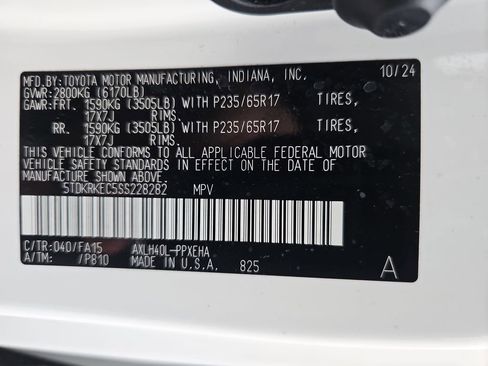 MFD.BY:TOYOTA MOTOR MANUFACTURING, INDIANA, INC. 10/24
GVWR:2800KG (6170LB)
GAWR:FRT. 1590KG (3505LB) WITH P235/65R17 TIRES,
17X7J RIMS.
RR. 1590KG (3505LB) WITH P235/65R17 TIRES,
17X7J RIMS.
THIS VEHICLE CONFORMS TO ALL APPLICABLE FEDERAL MOTOR
VEHICLE SAFETY STANDARDS IN EFFECT ON THE DATE OF
MANUFACTURE SHOWN ABOVE.
5TDKRKEC5SS228282 MPV
C/TR:040/FA15 AXLH40L-PPXEHA
A/TM: /P810 MADE IN U.S.A. 825 A